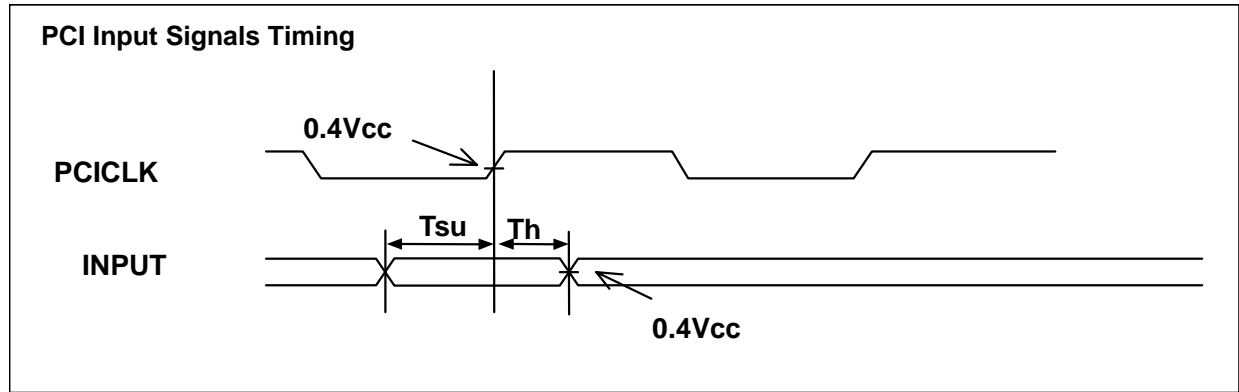 PCI Input Signals Timing
0.4Vcc
PCICLK
Tsu Th
INPUT
0.4Vcc